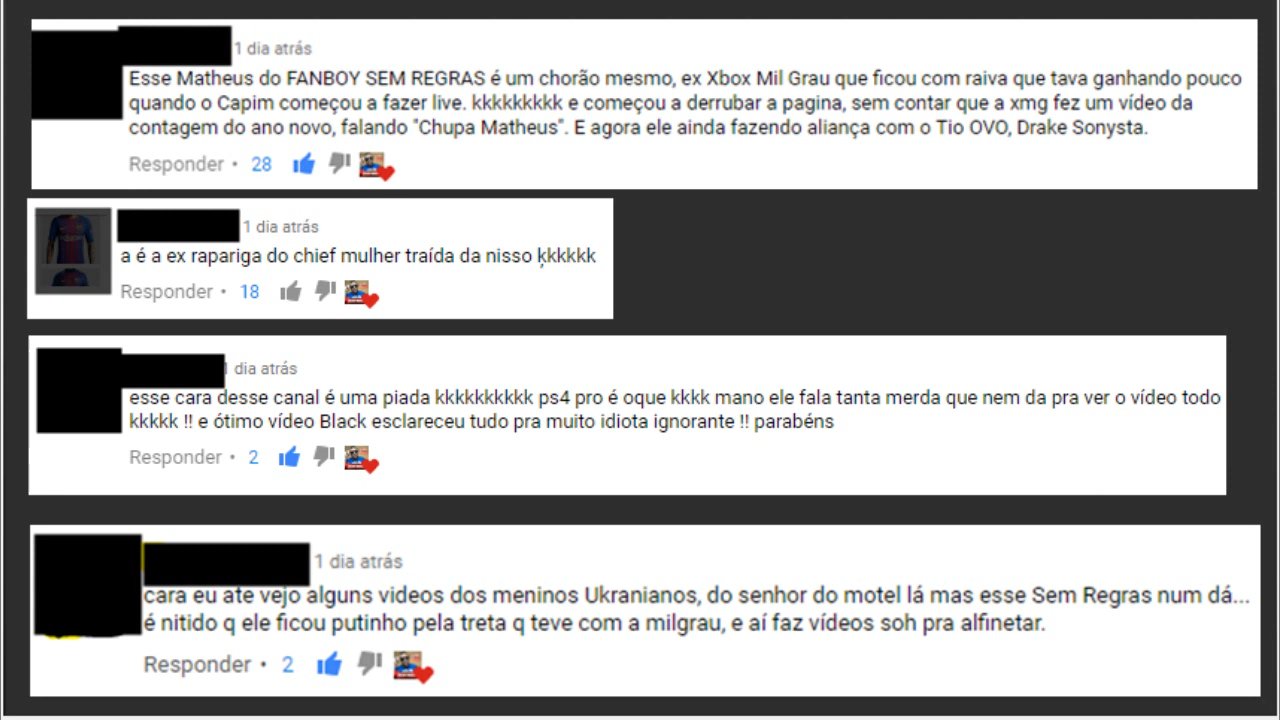 1 dia atrás
Esse Matheus do FANBOY SEM REGRAS é um chorão mesmo, ex Xbox Mil Grau que ficou com raiva que tava ganhando pouco
quando o Capim começou a fazer live. kkkkkkkkkk e começou a derrubar a pagina, sem contar que a xmg fez um vídeo da
contagem do ano novo, falando "Chupa Matheus". E agora ele ainda fazendo aliança com o Tio OVO, Drake Sonysta.
Responder • 28
1 dia atrás
a é a ex rapariga do chief mulher traída da nisso ķkkkkk
Responder • 18
1 dia atrás
esse cara desse canal é uma piada kkkkkkkkkkk ps4 pro é oque kkkk mano ele fala tanta merda que nem da pra ver o vídeo todo
kkkkk !! e ótimo vídeo Black esclareceu tudo pra muito idiota ignorante !! parabéns
Responder • 2
1 dia atrás
cara eu ate vejo alguns videos dos meninos Ukranianos, do senhor do motel lá mas esse Sem Regras num dá...
é nitido q ele ficou putinho pela treta q teve com a milgrau, e aí faz vídeos soh pra alfinetar.
Responder • 2